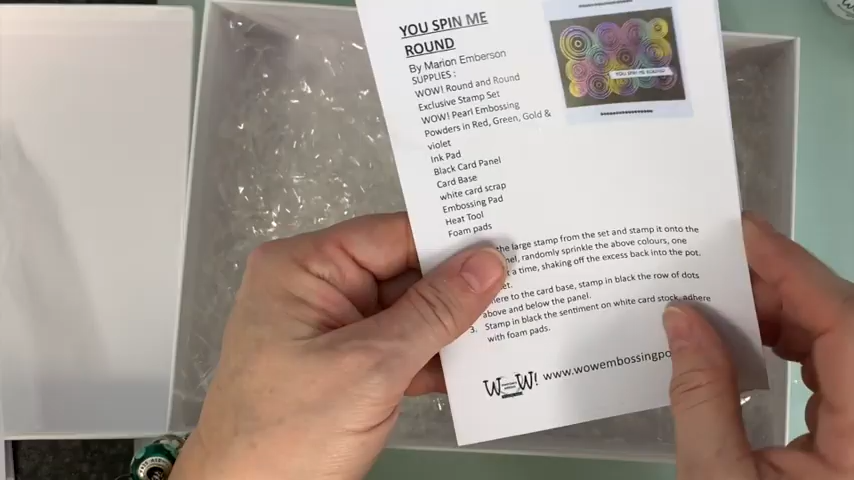 YOU SPIN ME
ROUND
By Marion Emberson
SUPPLIES :
WOW! Round and Round
Exclusive Stamp Set
WOW! Pearl Embossing
Powders in Red, Green, Gold &
violet
Ink Pad
Black Card Panel
Card Base
white card scrap
Embossing Pad
Heat Tool
Foam pads
YOU SPIN ME ROUND
the large stamp from the set and stamp it onto the
randomly sprinkle the above colours, one
t a time, shaking off the excess back into the pot,
here to the card base, stamp in black the row of dots
above and below the panel.
3. Stamp in black the sentiment on white card stock, adhere
with foam pads.
WOW! www.wowembossingpo